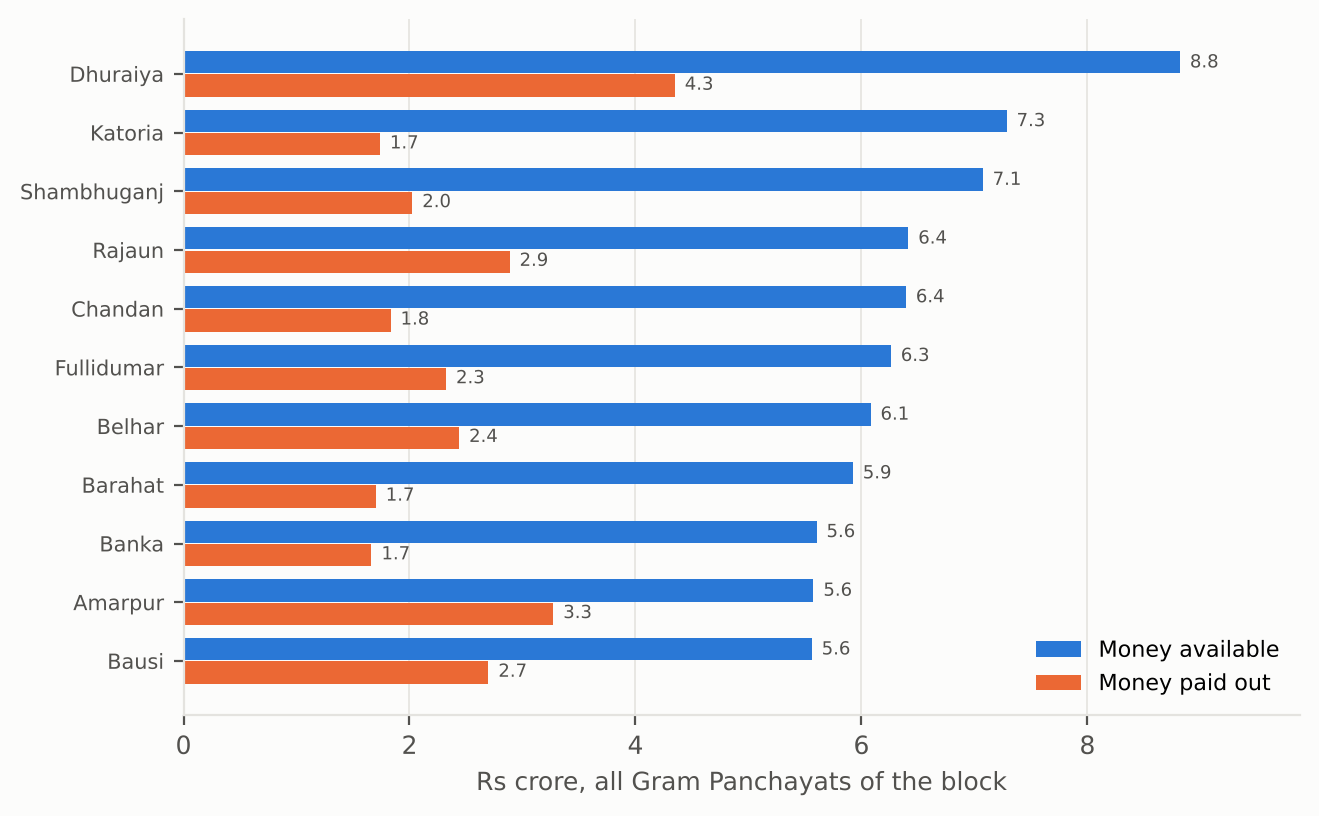 Dhuraiya 8.8
4.3
Katoria 7.3
1.7
Shambhuganj 7.1
2.0
Rajaun 6.4
2.9
Chandan 6.4
1.8
Fullidumar 6.3
2.3
Belhar 6.1
2.4
Barahat 5.9
1.7
Banka 5.6
1.7
Amarpur 5.6
3.3
Bausi 5.6
2.7
Money available
Money paid out
0 2 4 6 8
Rs crore, all Gram Panchayats of the block